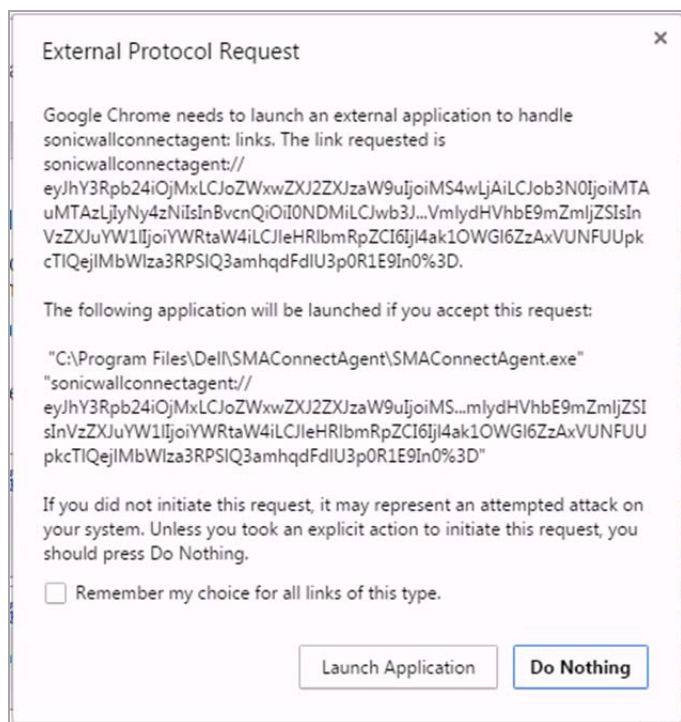 External Protocol Request
Google Chrome needs to launch an external application to handle
sonicwallconnectagent: links. The link requested is
sonicwallconnectagent://
eyJhY3Rpb24iOjMxLCJoZWxwZXJ2ZXJzaW9uIjoiMS4wLjAiLCJob3N0IjoiMTA
uMTAzLjIyNy4zNiIsInBvcnQiOiI0NDMiLCJwb3J...VmlydHVhbE9mZmljZSIsIn
VzZXJuYW1lIjoiYWRtaW4iLCJleHRlbmRpZCI6Ijl4ak1OWGl6ZzAxVUNFUUpk
cTlQejlMbWlza3RPSlQ3amhqdFdlU3p0R1E9In0%3D.
The following application will be launched if you accept this request:
"C:\Program Files\Dell\SMAConnectAgent\SMAConnectAgent.exe"
"sonicwallconnectagent://
eyJhY3Rpb24iOjMxLCJoZWxwZXJ2ZXJzaW9uIjoiMS...mlydHVhbE9mZmljZSI
sInVzZXJuYW1lIjoiYWRtaW4iLCJleHRlbmRpZCI6Ijl4ak1OWGl6ZzAxVUNFUU
pkcTlQejlMbWlza3RPSlQ3amhqdFdlU3p0R1E9In0%3D"
If you did not initiate this request, it may represent an attempted attack on
your system. Unless you took an explicit action to initiate this request, you
should press Do Nothing.
Remember my choice for all links of this type.
Launch Application
Do Nothing